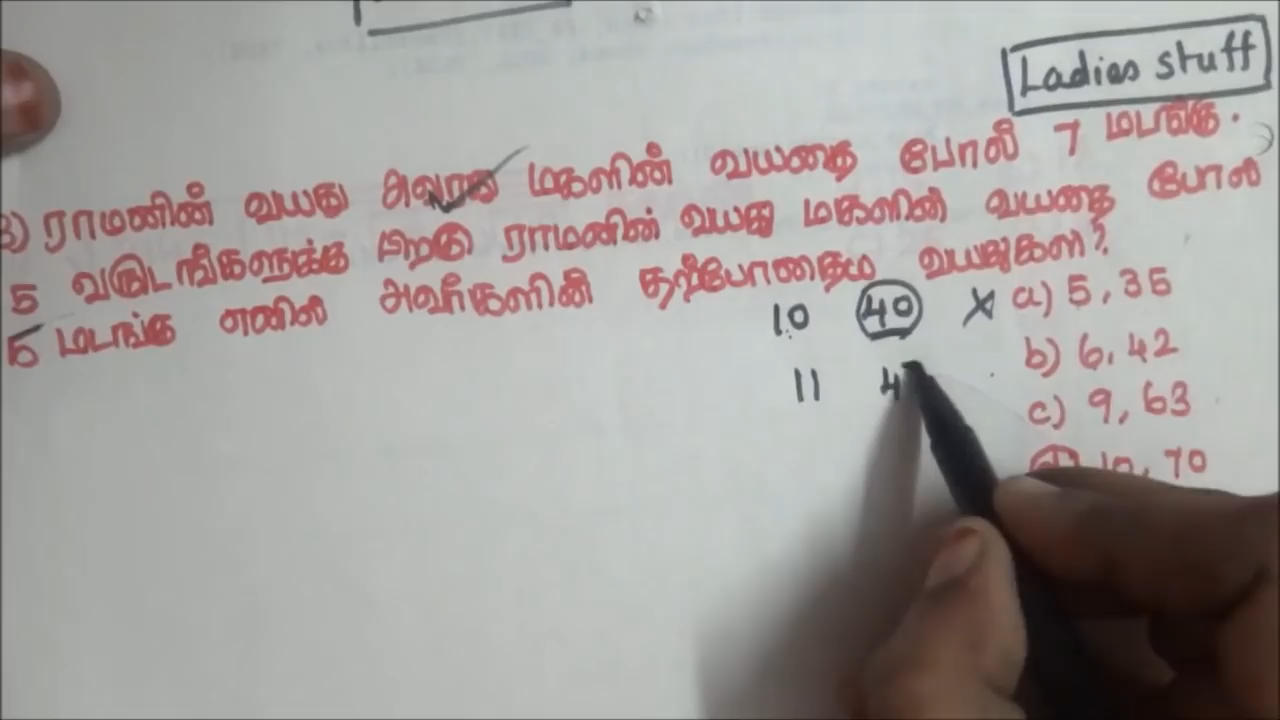 Ladies stuff
3) ராமனின் வயது அவரது மகளின் வயதை போல் 7 மடங்கு.
5 வருடங்களுக்கு பிறகு ராமனின் வயது மகளின் வயதை போல்
5 மடங்கு எனில் அவர்களின் தற்போதைய வயதுகள்?
10 40 X a) 5, 35
11 4 b) 6, 42
c) 9, 63
10, 70